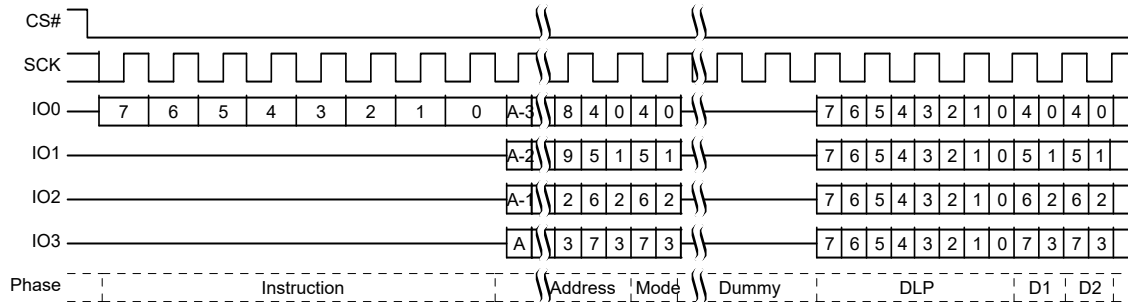 CS#
SCK
IO0 7 6 5 4 3 2 1 0 A-3 8 4 0 4 0 7 6 5 4 3 2 1 0 4 0 4 0
IO1 A-2 9 5 1 5 1 7 6 5 4 3 2 1 0 5 1 5 1
IO2 A-1 2 6 2 6 2 7 6 5 4 3 2 1 0 6 2 6 2
IO3 A 3 7 3 7 3 7 6 5 4 3 2 1 0 7 3 7 3
Phase Instruction Address Mode Dummy DLP D1 D2